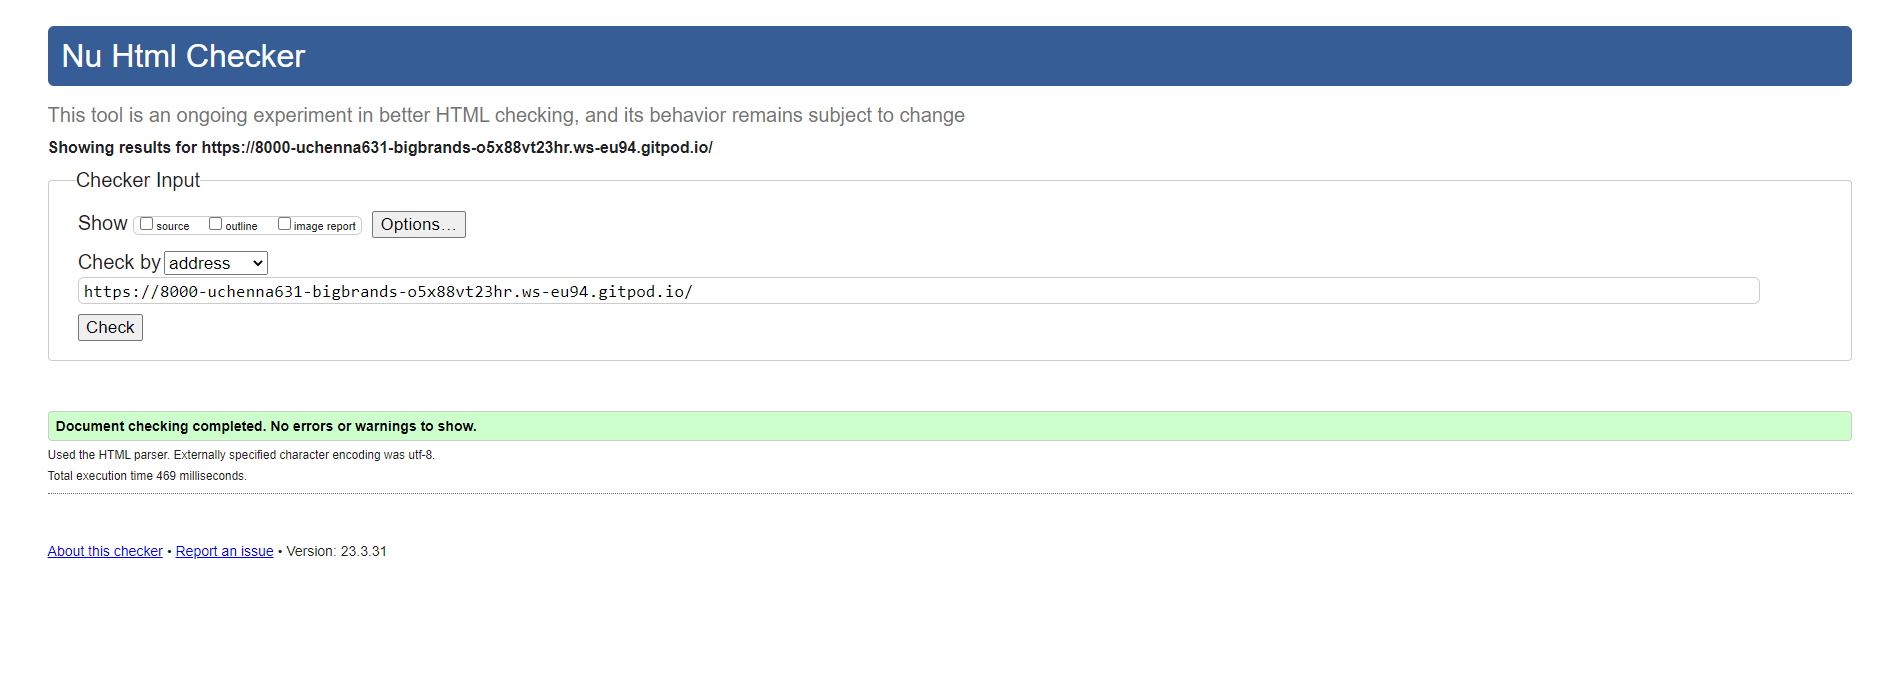 Nu Html Checker
This tool is an ongoing experiment in better HTML checking, and its behavior remains subject to change
Showing results for https://8000-uchenna631-bigbrands-o5x88vt23hr.ws-eu94.gitpod.io/
Checker Input
Show source outline image report Options...
Check by address
https://8000-uchenna631-bigbrands-o5x88vt23hr.ws-eu94.gitpod.io/
Check
Document checking completed. No errors or warnings to show.
Used the HTML parser. Externally specified character encoding was utf-8.
Total execution time 469 milliseconds.
About this checker • Report an issue • Version: 23.3.31